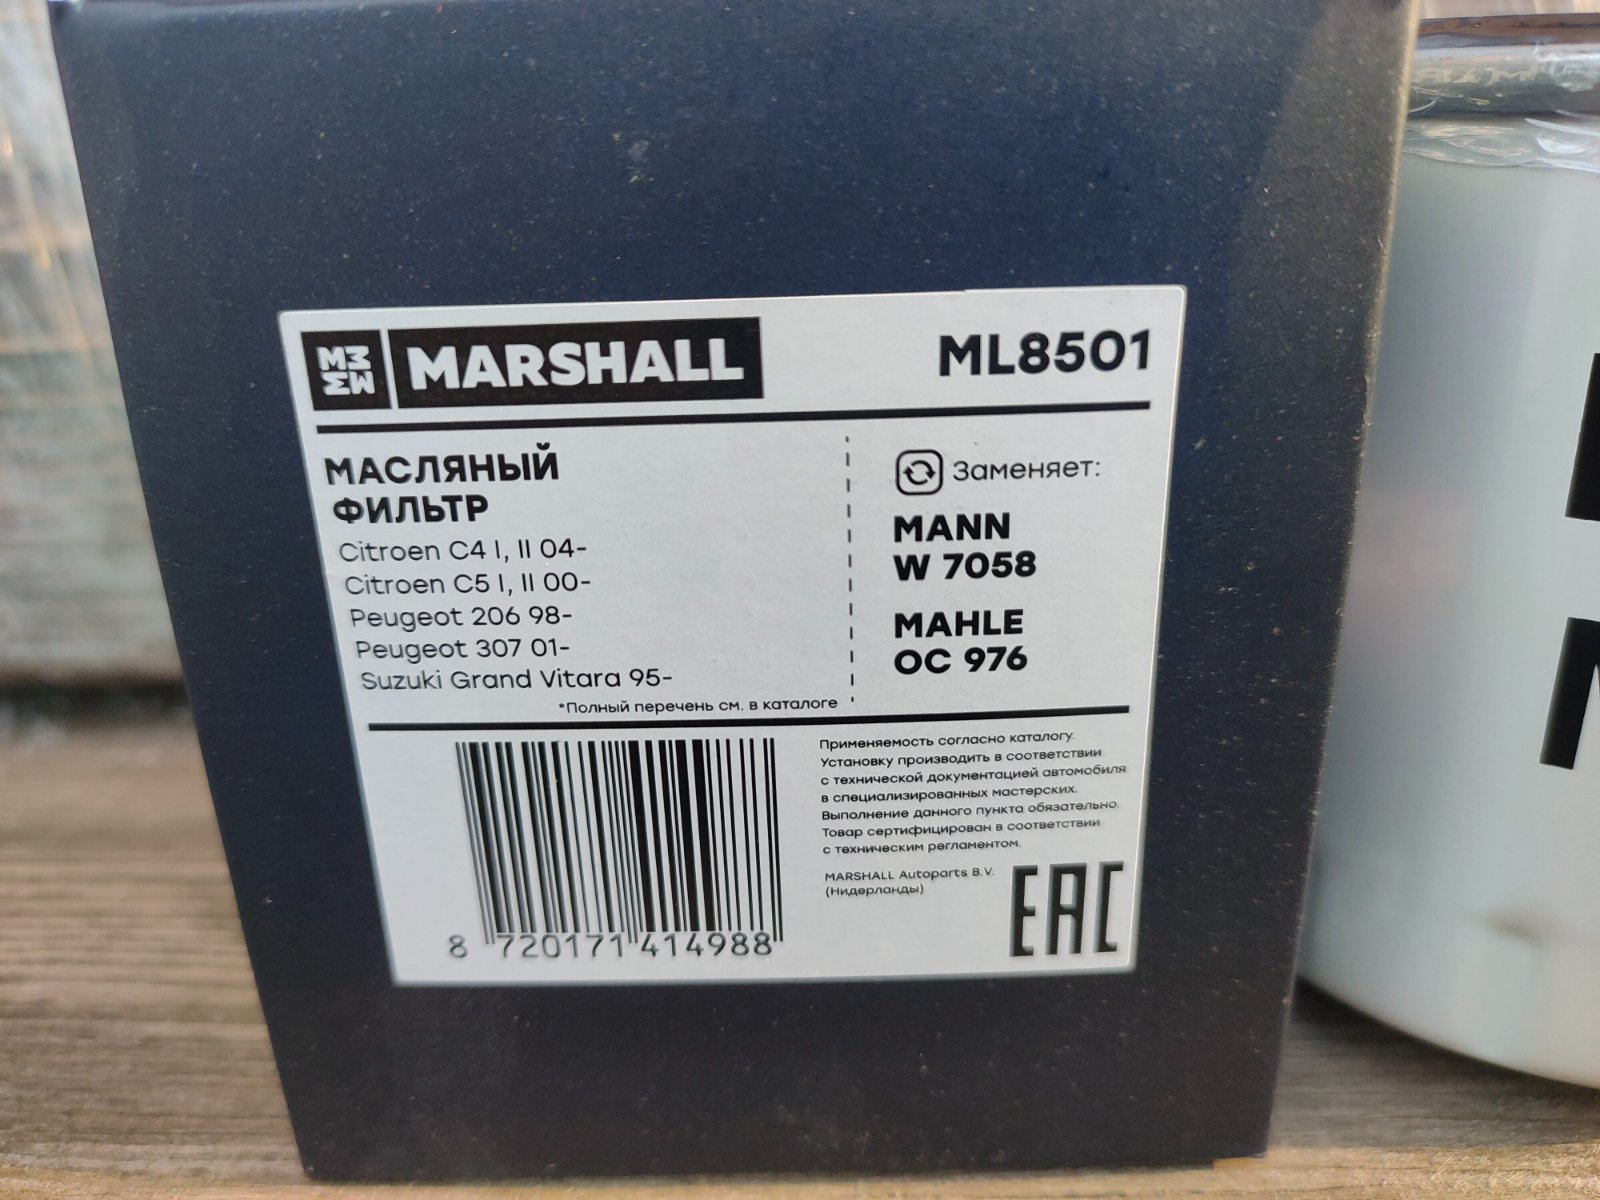 MARSHALL
ML8501
МАСЛЯНЫЙ
ФИЛЬТР
Citroen C4 I, II 04-
Citroen C5 I, II 00-
Peugeot 206 98-
Peugeot 307 01-
Suzuki Grand Vitara 95-
*Полный перечень см. в каталоге
Заменяет:
MANN
W 7058
MAHLE
OC 976
8 720171 414988
Применяемость согласно каталогу.
Установку производить в соответствии
с технической документацией автомобиля
в специализированных мастерских.
Выполнение данного пункта обязательно.
Товар сертифицирован в соответствии
с техническим регламентом.
MARSHALL Autoparts B.V.
(Нидерланды)
EAC